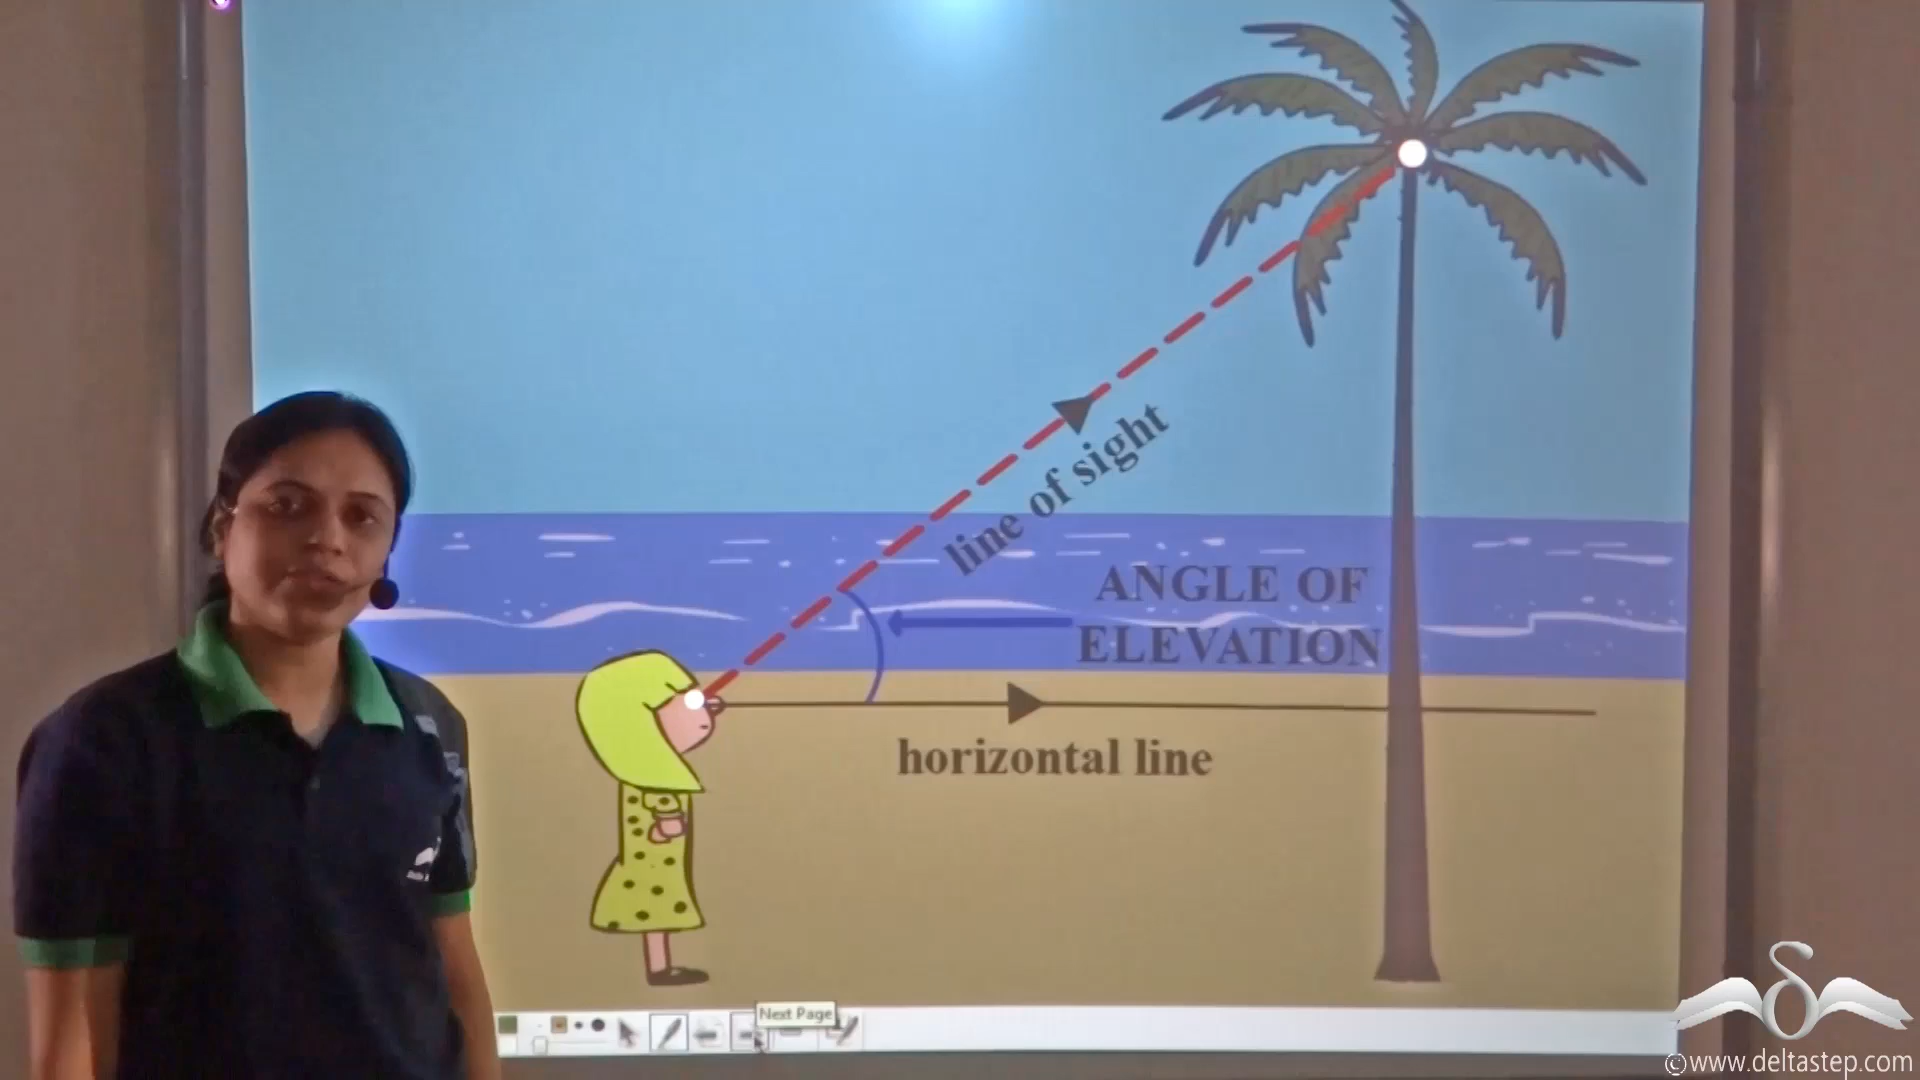 line of sight
ANGLE OF
ELEVATION
horizontal line
Next Page
©www.deltastep.com